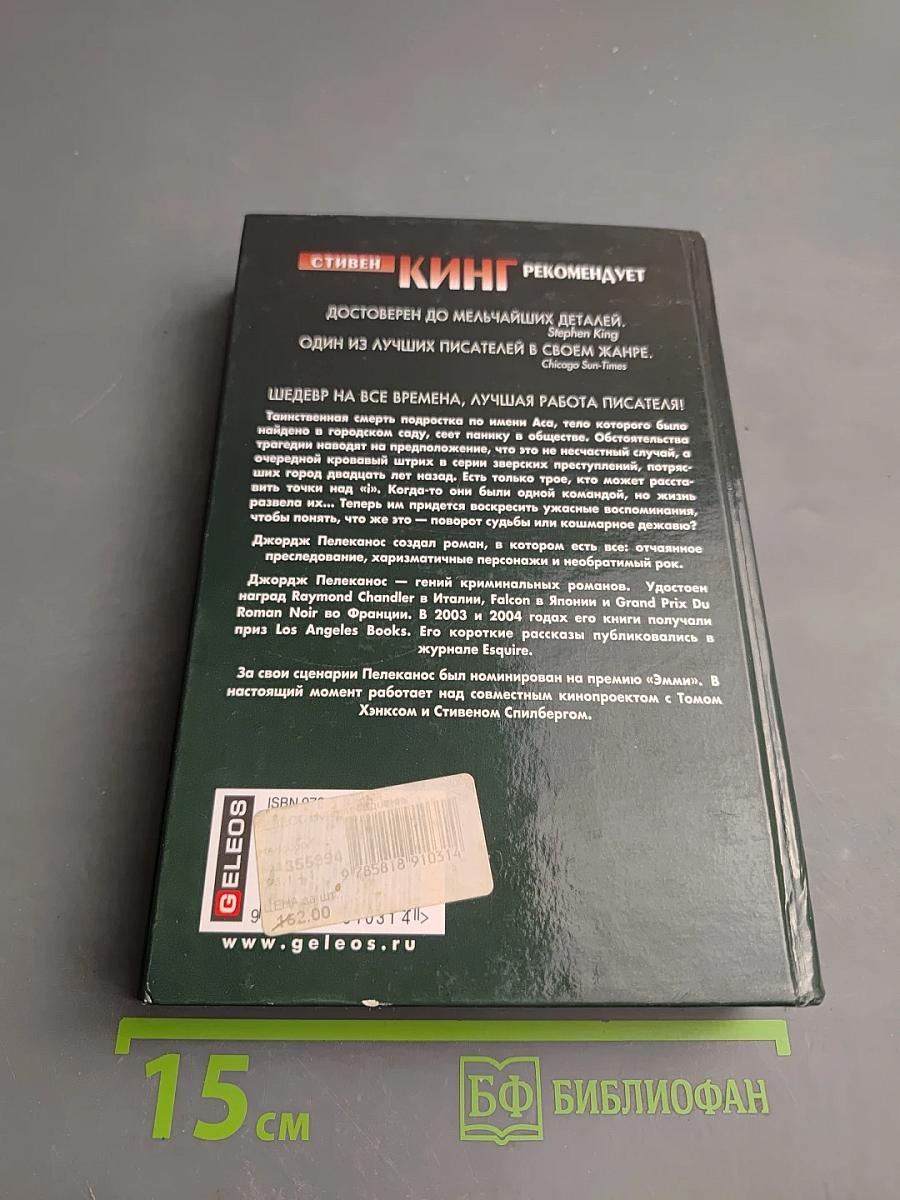 СТИВЕН КИНГ РЕКОМЕНДУЕТ
ДОСТОВЕРЕН ДО МЕЛЬЧАЙШИХ ДЕТАЛЕЙ.
Stephen King
ОДИН ИЗ ЛУЧШИХ ПИСАТЕЛЕЙ В СВОЕМ ЖАНРЕ.
Chicago Sun-Times
ШЕДЕВР НА ВСЕ ВРЕМЕНА, ЛУЧШАЯ РАБОТА ПИСАТЕЛЯ!
Таинственная смерть подростка по имени Аса, тело которого было
найдено в городском саду, сеет панику в обществе. Обстоятельства
трагедии наводят на предположение, что это не несчастный случай, а
очередной кровавый штрих в серии зверских преступлений, потряс-
ших город двадцать лет назад. Есть только трое, кто может расста-
вить точки над «i». Когда-то они были одной командой, но жизнь
развела их... Теперь им придется воскресить ужасные воспоминания,
чтобы понять, что же это — поворот судьбы или кошмарное дежавю?
Джордж Пелеканос создал роман, в котором есть все: отчаянное
преследование, харизматичные персонажи и необратимый рок.
Джордж Пелеканос — гений криминальных романов. Удостоен
наград Raymond Chandler в Италии, Falcon в Японии и Grand Prix Du
Roman Noir во Франции. В 2003 и 2004 годах его книги получали
приз Los Angeles Books. Его короткие рассказы публиковались в
журнале Esquire.
За свои сценарии Пелеканос был номинирован на премию «Эмми». В
настоящий момент работает над совместным кинопроектом с Томом
Хэнксом и Стивеном Спилбергом.
GELEOS
ISBN
9 785818 910314
ЦЕНА за шт.
162.00
www.geleos.ru
15 см
БФ БИБЛИОФАН